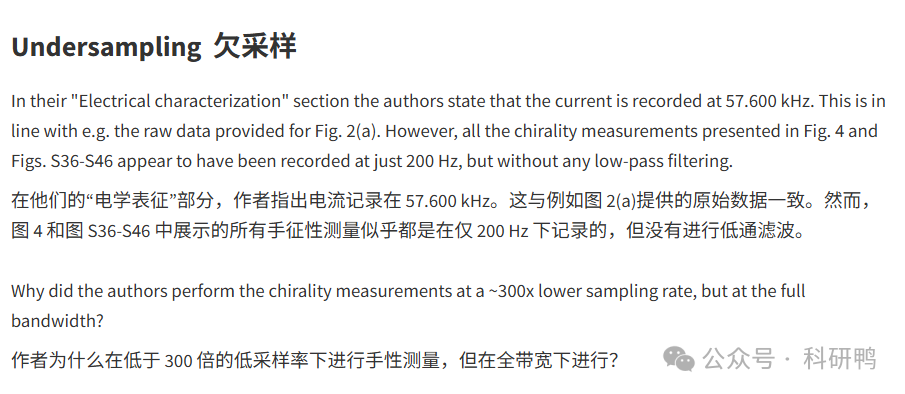 Undersampling 欠采样
In their "Electrical characterization" section the authors state that the current is recorded at 57.600 kHz. This is in
line with e.g. the raw data provided for Fig. 2(a). However, all the chirality measurements presented in Fig. 4 and
Figs. S36-S46 appear to have been recorded at just 200 Hz, but without any low-pass filtering.
在他们的“电学表征”部分，作者指出电流记录在 57.600 kHz。这与例如图 2(a)提供的原始数据一致。然而，
图 4 和图 S36-S46 中展示的所有手征性测量似乎都是在仅 200 Hz 下记录的，但没有进行低通滤波。
Why did the authors perform the chirality measurements at a ~300x lower sampling rate, but at the full
bandwidth?
作者为什么在低于 300 倍的低采样率下进行手性测量，但在全带宽下进行？
公众号 · 科研鸭